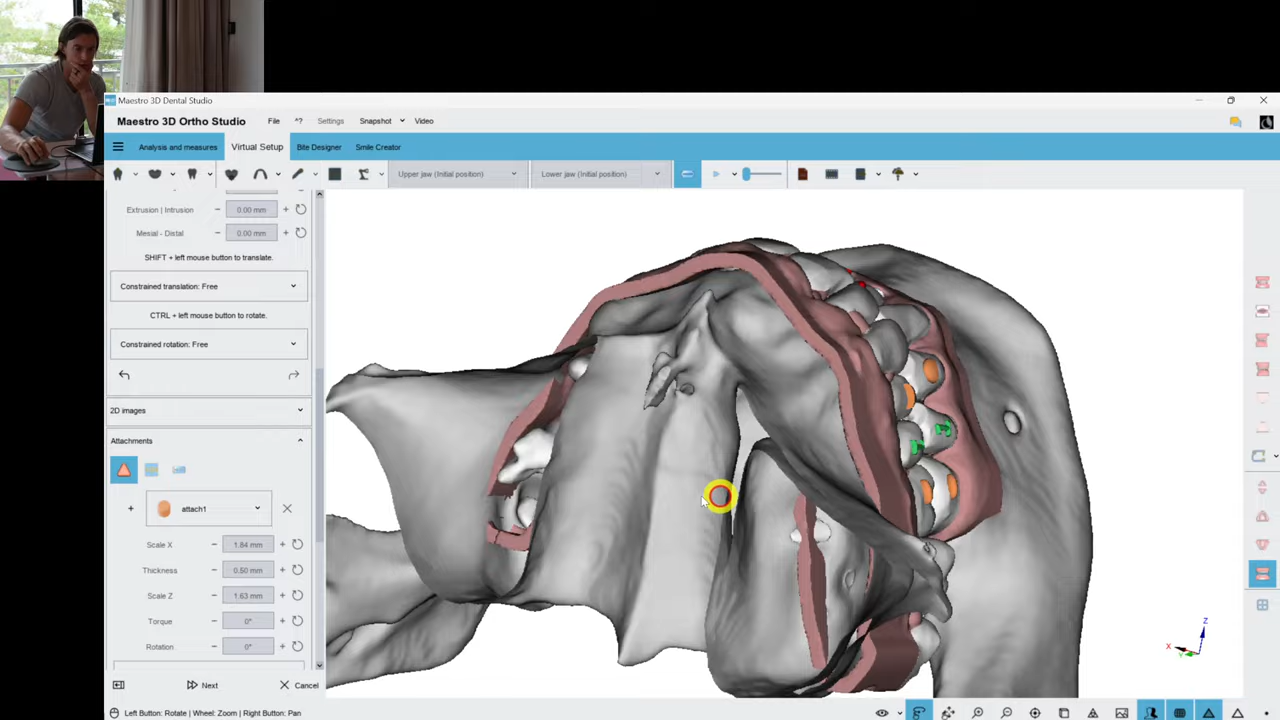 Maestro 3D Dental Studio
Maestro 3D Ortho Studio
File
^?
Settings
Snapshot
Video
Analysis and measures
Virtual Setup
Bite Designer
Smile Creator
Upper jaw (Initial position)
Lower jaw (Initial position)
Extrusion | Intrusion
0.00 mm
Mesial - Distal
0.00 mm
SHIFT + left mouse button to translate.
Constrained translation: Free
CTRL + left mouse button to rotate.
Constrained rotation: Free
2D images
Attachments
attach1
Scale X
1.84 mm
Thickness
0.50 mm
Scale Z
1.63 mm
Torque
0°
Rotation
0°
Next
Cancel
Left Button: Rotate | Wheel: Zoom | Right Button: Pan
Z
X
Y